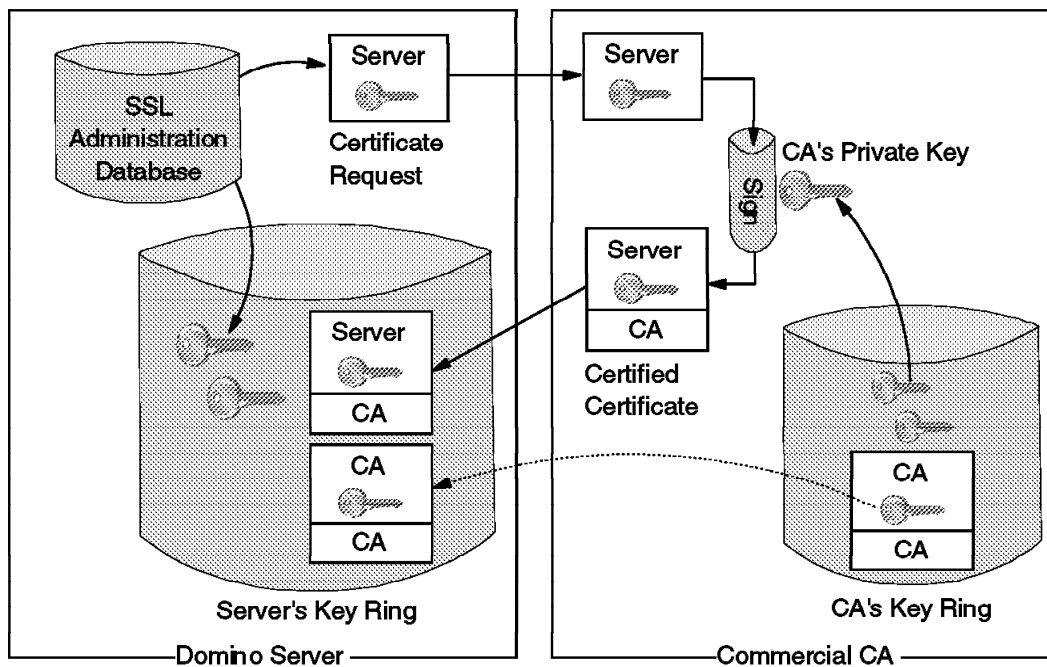 SSL
Administration
Database
Server
Certificate
Request
Server
CA
CA
CA
Server's Key Ring
Domino Server
Server
Sign
CA's Private Key
Server
CA
Certified
Certificate
CA
CA
CA's Key Ring
Commercial CA